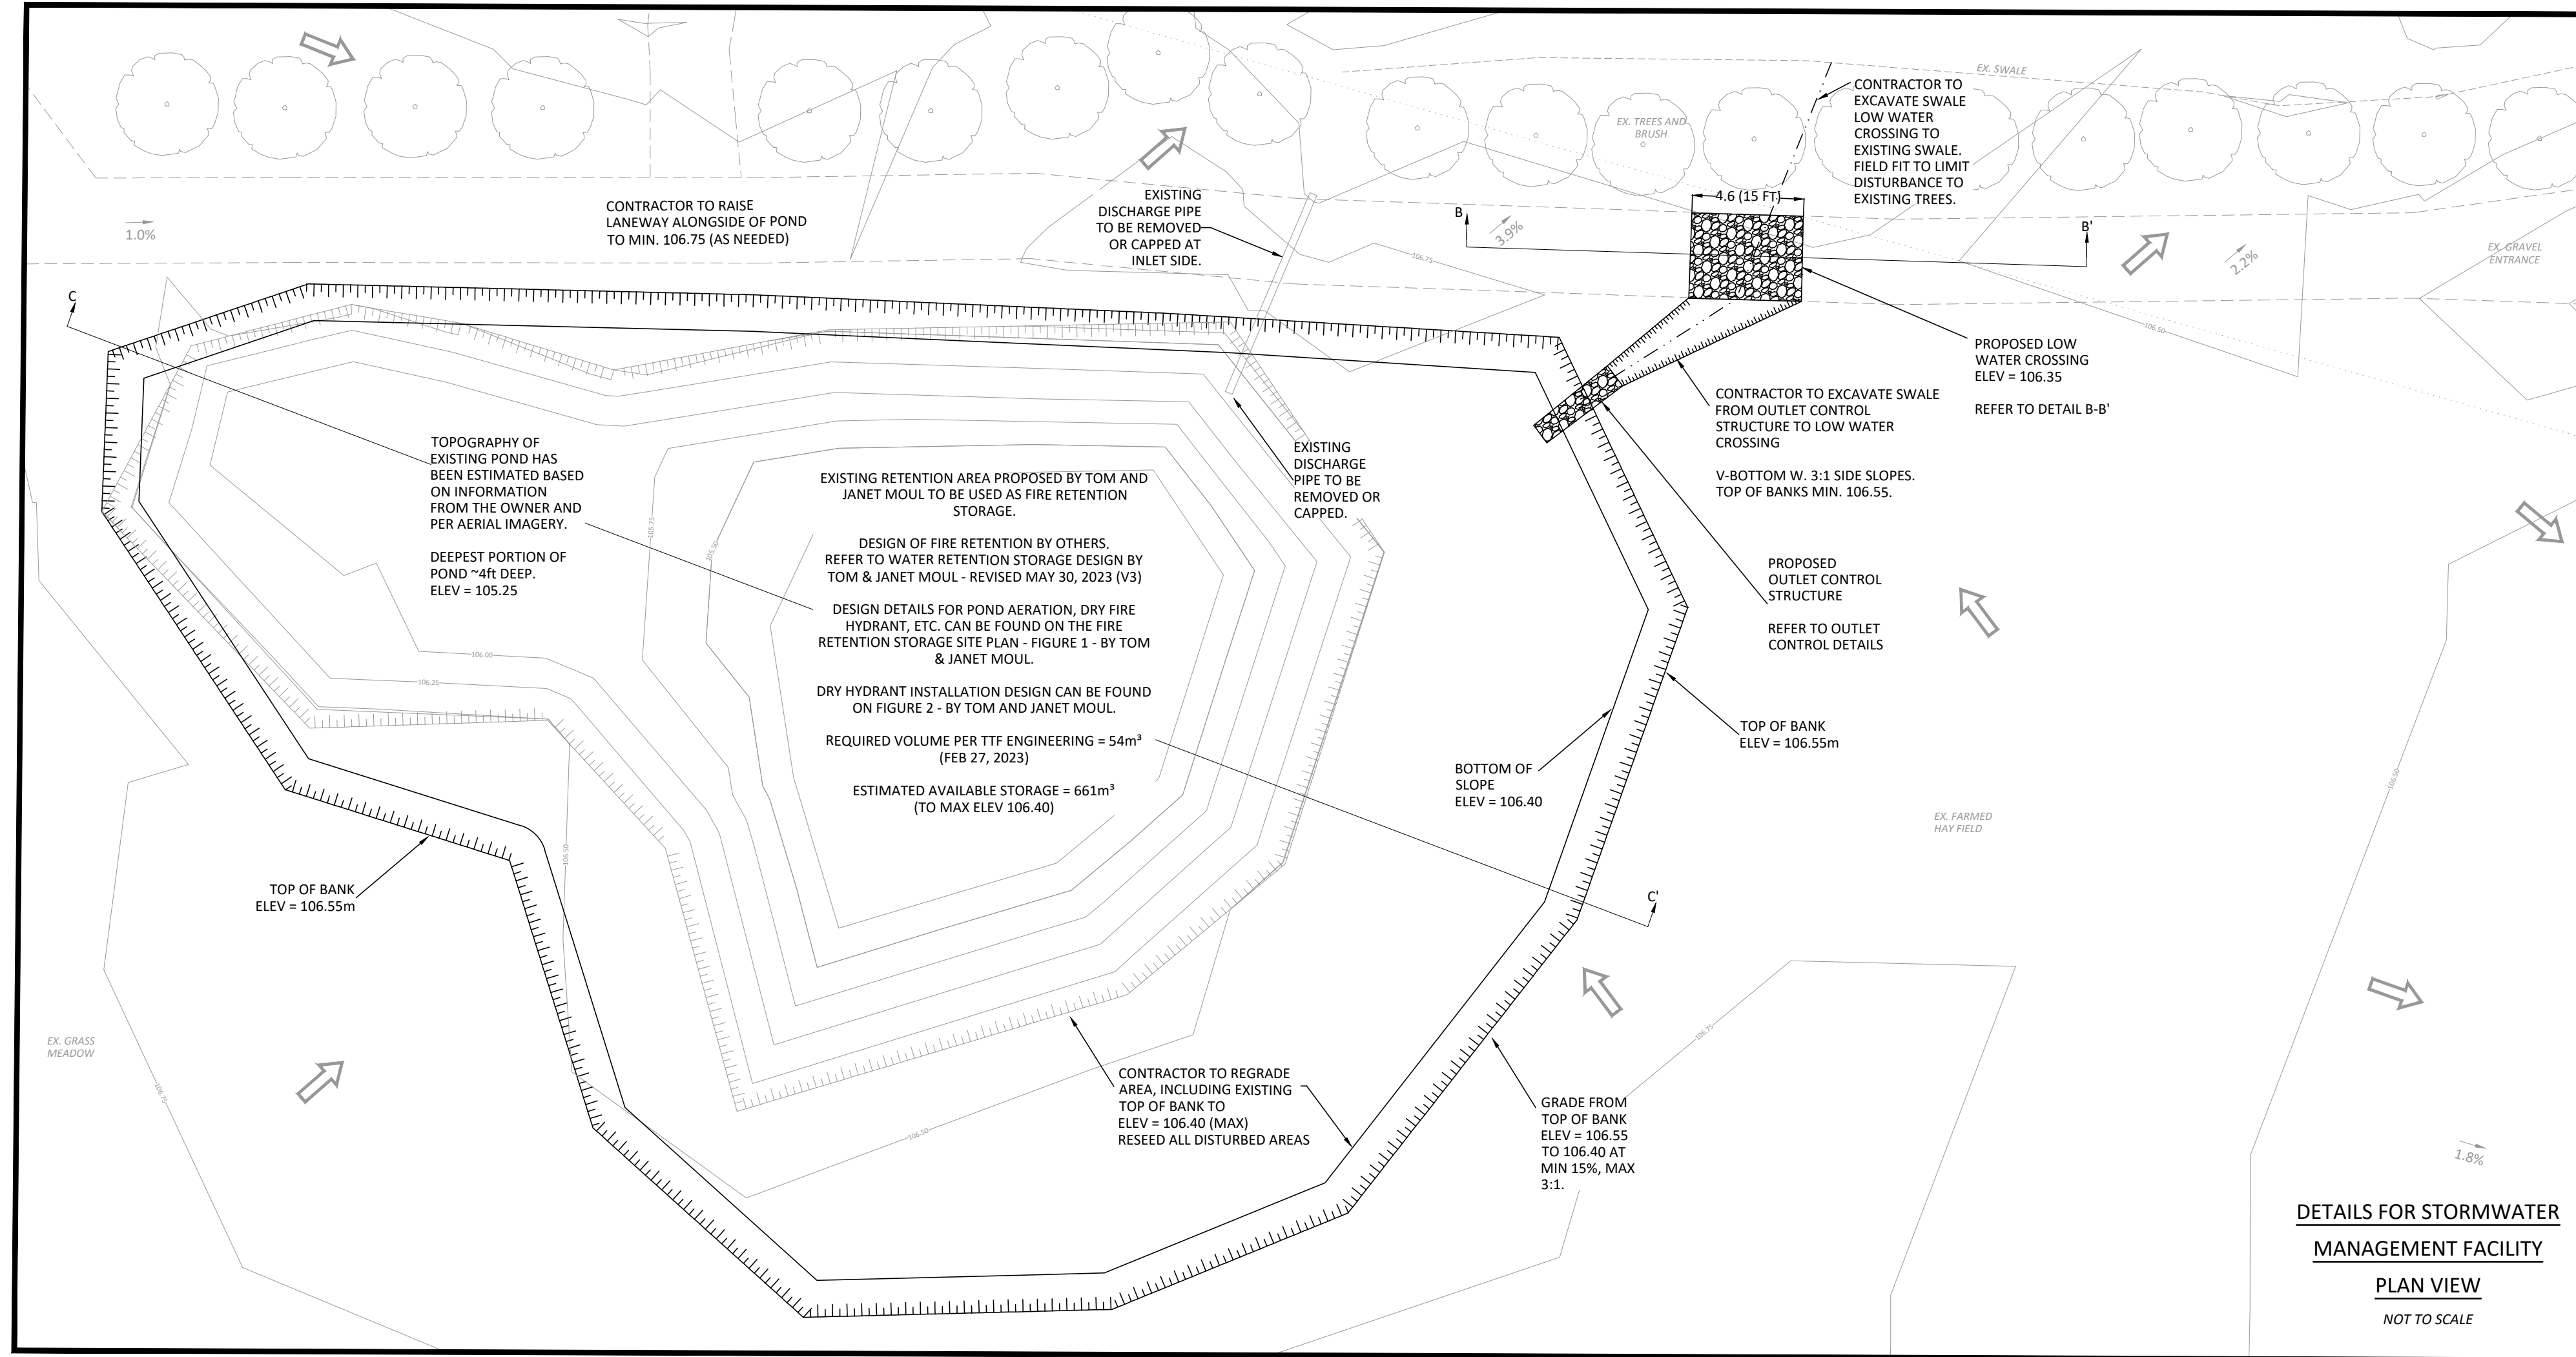 EX. SWALE
CONTRACTOR TO
EXCAVATE SWALE
LOW WATER
CROSSING TO
EXISTING SWALE.
FIELD FIT TO LIMIT
DISTURBANCE TO
EXISTING TREES.
EX. TREES AND
BRUSH
4.6 (15 FT)
EXISTING
DISCHARGE PIPE
TO BE REMOVED
OR CAPPED AT
INLET SIDE.
CONTRACTOR TO RAISE
LANEWAY ALONGSIDE OF POND
TO MIN. 106.75 (AS NEEDED)
1.0%
B
3.9%
B'
2.2%
EX. GRAVEL
ENTRANCE
106.75
106.50
C
PROPOSED LOW
WATER CROSSING
ELEV = 106.35
REFER TO DETAIL B-B'
CONTRACTOR TO EXCAVATE SWALE
FROM OUTLET CONTROL
STRUCTURE TO LOW WATER
CROSSING
V-BOTTOM W. 3:1 SIDE SLOPES.
TOP OF BANKS MIN. 106.55.
TOPOGRAPHY OF
EXISTING POND HAS
BEEN ESTIMATED BASED
ON INFORMATION
FROM THE OWNER AND
PER AERIAL IMAGERY.
DEEPEST PORTION OF
POND ~4ft DEEP.
ELEV = 105.25
105.75
105.50
106.00
106.25
EXISTING RETENTION AREA PROPOSED BY TOM AND
JANET MOUL TO BE USED AS FIRE RETENTION
STORAGE.
DESIGN OF FIRE RETENTION BY OTHERS.
REFER TO WATER RETENTION STORAGE DESIGN BY
TOM & JANET MOUL - REVISED MAY 30, 2023 (V3)
DESIGN DETAILS FOR POND AERATION, DRY FIRE
HYDRANT, ETC. CAN BE FOUND ON THE FIRE
RETENTION STORAGE SITE PLAN - FIGURE 1 - BY TOM
& JANET MOUL.
DRY HYDRANT INSTALLATION DESIGN CAN BE FOUND
ON FIGURE 2 - BY TOM AND JANET MOUL.
REQUIRED VOLUME PER TTF ENGINEERING = 54m³
(FEB 27, 2023)
ESTIMATED AVAILABLE STORAGE = 661m³
(TO MAX ELEV 106.40)
EXISTING
DISCHARGE
PIPE TO BE
REMOVED OR
CAPPED.
PROPOSED
OUTLET CONTROL
STRUCTURE
REFER TO OUTLET
CONTROL DETAILS
TOP OF BANK
ELEV = 106.55m
BOTTOM OF
SLOPE
ELEV = 106.40
EX. FARMED
HAY FIELD
106.50
106.50
TOP OF BANK
ELEV = 106.55m
C'
EX. GRASS
MEADOW
106.75
106.75
CONTRACTOR TO REGRADE
AREA, INCLUDING EXISTING
TOP OF BANK TO
ELEV = 106.40 (MAX)
RESEED ALL DISTURBED AREAS
106.50
GRADE FROM
TOP OF BANK
ELEV = 106.55
TO 106.40 AT
MIN 15%, MAX
3:1.
1.8%
DETAILS FOR STORMWATER
MANAGEMENT FACILITY
PLAN VIEW
NOT TO SCALE